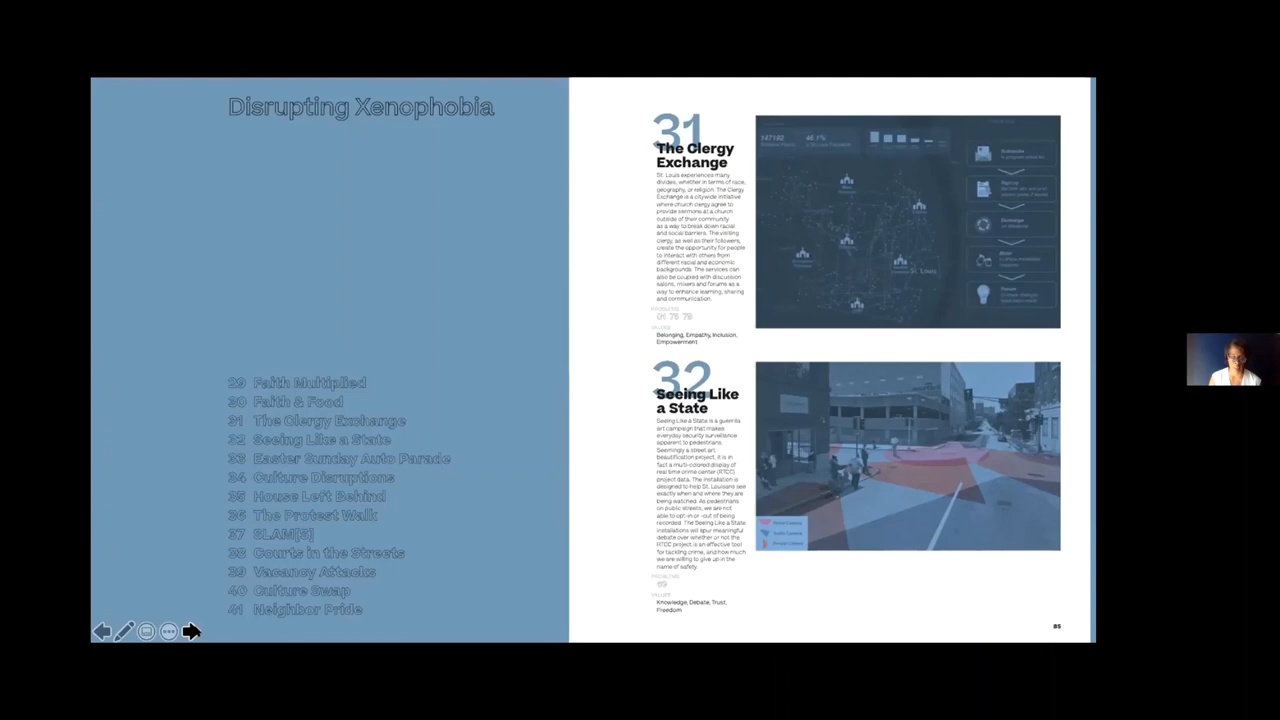 Disrupting Xenophobia
29 Faith Multiplied
30 Faith & Food
31 The Clergy Exchange
32 Seeing Like a State
33 Easter Sunday Auto Parade
34 Culture Disruptions
35 House Left Behind
36 The Protest Walk
37 SLAM[S]
38 Courts in the Streets
39 Vacancy Attacks
40 Culture Swap
41 Neighbor Pride
31
The Clergy
Exchange
St. Louis experiences many
divides, whether in terms of race,
geography, or religion. The Clergy
Exchange is a citywide initiative
where church clergy agree to
provide sermons at a church
outside of their community
as a way to break down racial
and social barriers. The visiting
clergy, as well as their followers,
create the opportunity for people
to interact with others from
different racial and economic
backgrounds. The services can
also be coupled with discussion
salons, mixers and forums as a
way to enhance learning, sharing
and communication.
PROBLEMS
VALUES
Belonging, Empathy, Inclusion,
Empowerment
147182
46.1%
St. Louis
32
Seeing Like
a State
Seeing Like a State is a guerrilla
art campaign that makes
everyday security surveillance
apparent to pedestrians.
Seemingly a street art
beautification project, it is in
fact a multi-colored display of
real time crime center (RTCC)
project data. The installation is
designed to help St. Louisans see
exactly when and where they are
being watched. As pedestrians
on public streets, we are not
able to opt-in or -out of being
recorded. The Seeing Like a State
installations will spur meaningful
debate over whether or not the
RTCC project is an effective tool
for tackling crime, and how much
we are willing to give up in the
name of safety.
PROBLEMS
VALUES
Knowledge, Debate, Trust,
Freedom
85